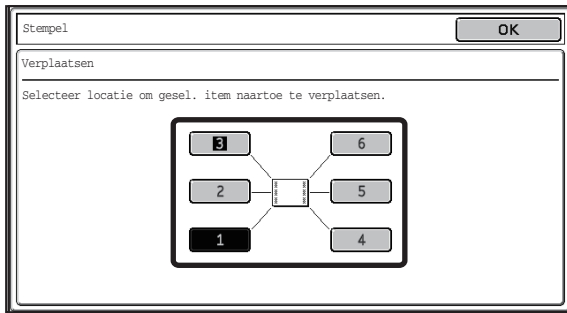 Stempel OK
Verplaatsen
Selecteer locatie om gesel. item naartoe te verplaatsen.
3 6
2 5
1 4